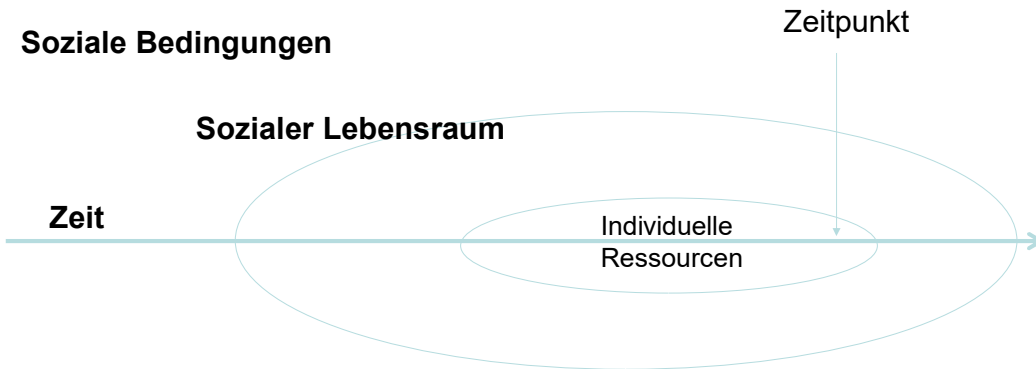 Zeitpunkt
Soziale Bedingungen
Sozialer Lebensraum
Zeit
Individuelle
Ressourcen